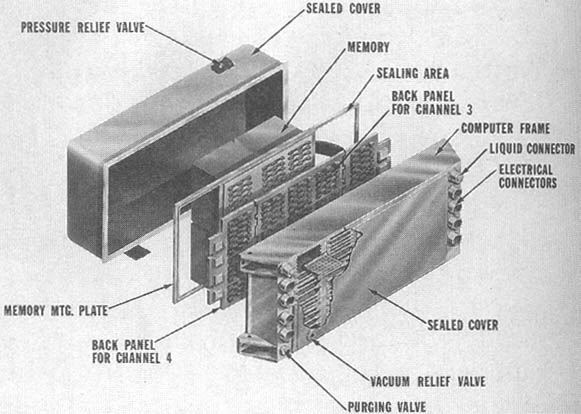 SEALED COVER
PRESSURE RELIEF VALVE
MEMORY
SEALING AREA
BACK PANEL
FOR CHANNEL 3
COMPUTER FRAME
LIQUID CONNECTOR
ELECTRICAL
CONNECTORS
MEMORY MTG. PLATE
BACK PANEL
FOR CHANNEL 4
SEALED COVER
VACUUM RELIEF VALVE
PURGING VALVE